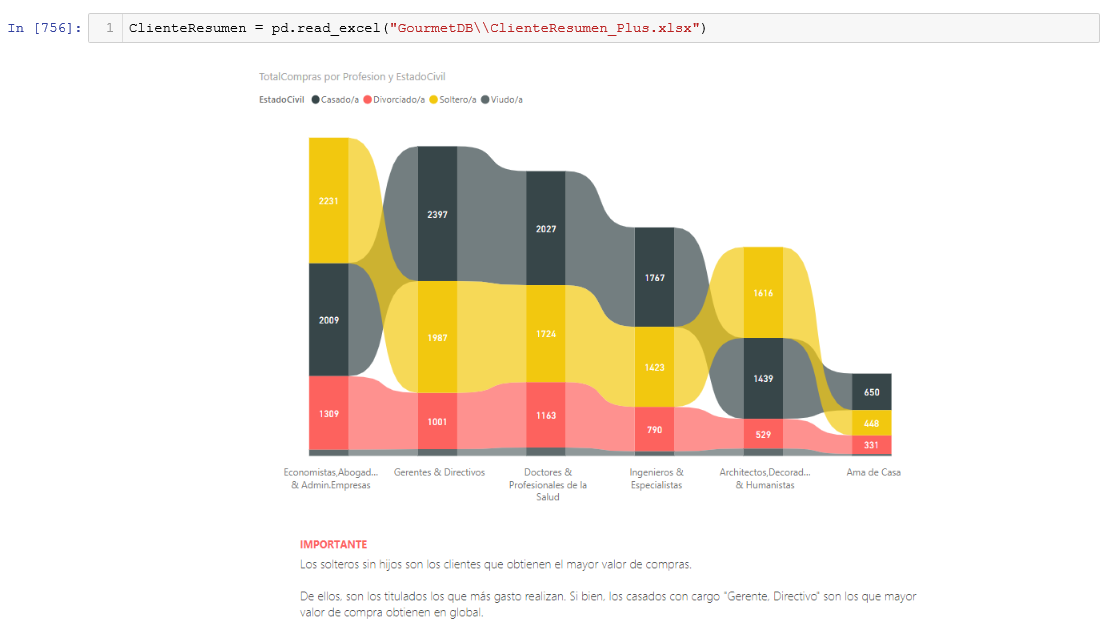 In [756]: 1 ClienteResumen = pd.read_excel("GourmetDB\\ClienteResumen_Plus.xlsx")
TotalCompras por Profesion y EstadoCivil
EstadoCivil Casado/a Divorciado/a Soltero/a Viudo/a
2231
2009
1309
2397
1987
1001
2027
1724
1163
1767
1423
790
1616
1439
529
650
448
331
Economistas,Abogad...
& Admin.Empresas
Gerentes & Directivos
Doctores &
Profesionales de la
Salud
Ingenieros &
Especialistas
Architectos,Decorad...
& Humanistas
Ama de Casa
IMPORTANTE
Los solteros sin hijos son los clientes que obtienen el mayor valor de compras.
De ellos, son los titulados los que más gasto realizan. Si bien, los casados con cargo "Gerente, Directivo" son los que mayor
valor de compra obtienen en global.